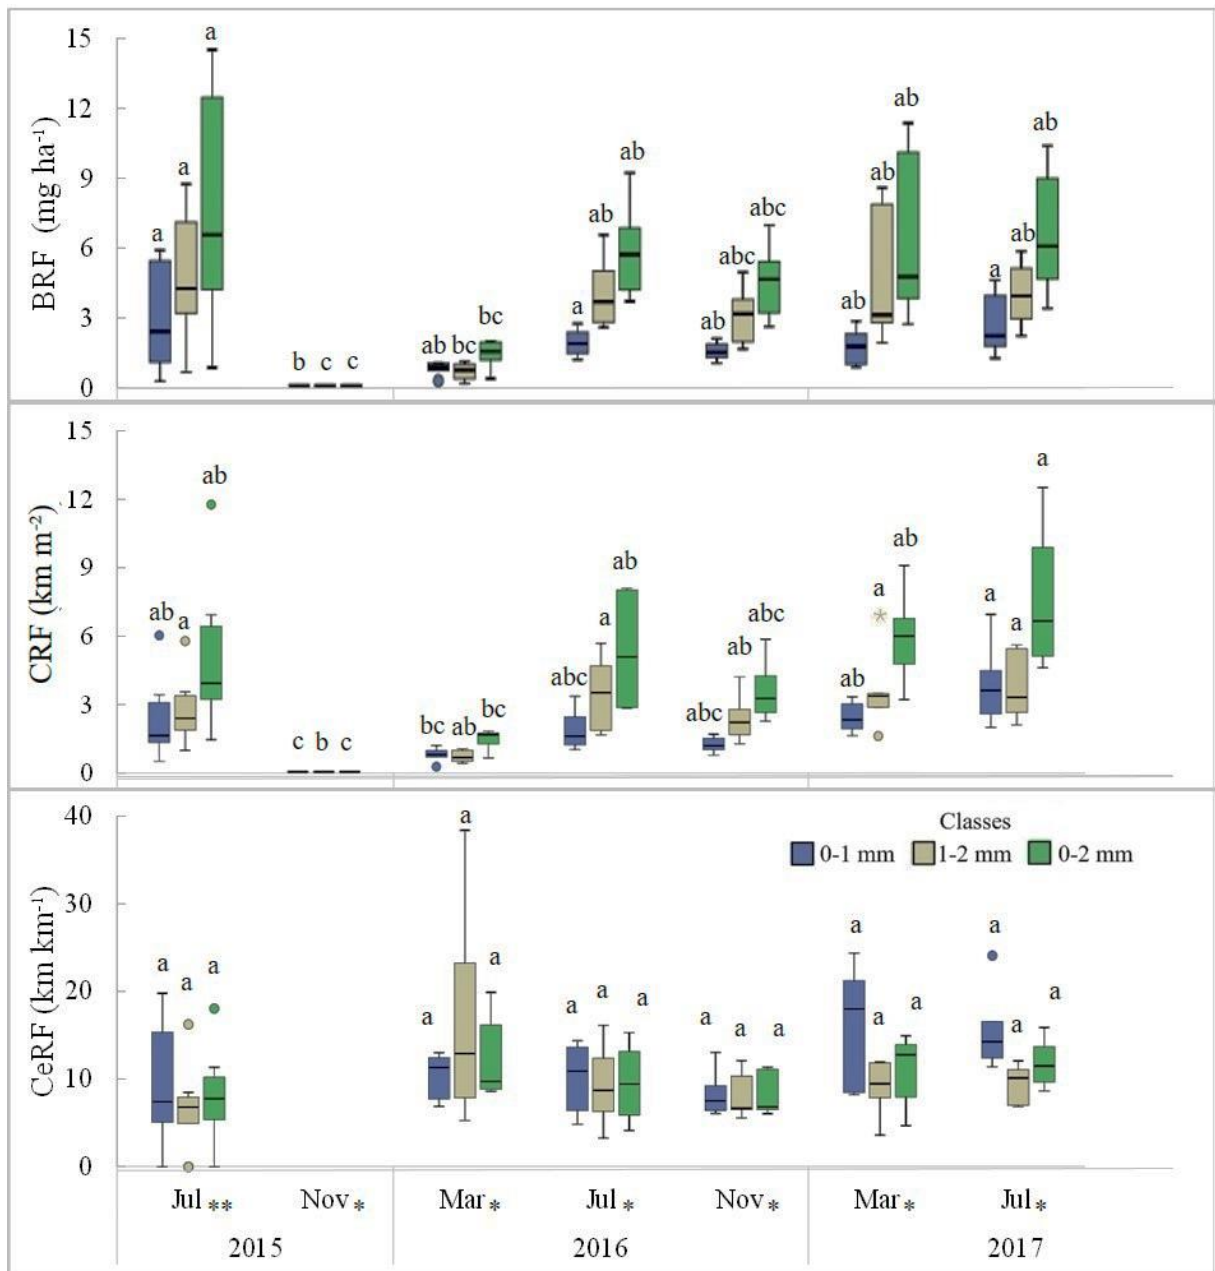 15
a
12
ab
ab
a
ab
9
abc
ab
a
ab
ab
abc
6
a
bc
a
ab
ab
3
ab
bc
b
c
c
0
BRF (mg ha⁻¹)
15
a
ab
12
ab
ab
9
a
a
abc
ab
a
a
a
ab
6
abc
ab
abc
bc
ab
bc
3
c
b
c
0
CRF (km m⁻²)
40
a
Classes
0-1 mm
1-2 mm
0-2 mm
30
a
a
a
a
a
a
a
a
a
20
a
a
a
a
a
a
a
a
10
0
CeRF (km km⁻¹)
Jul**
Nov*
Mar*
Jul*
Nov*
Mar*
Jul*
2015
2016
2017